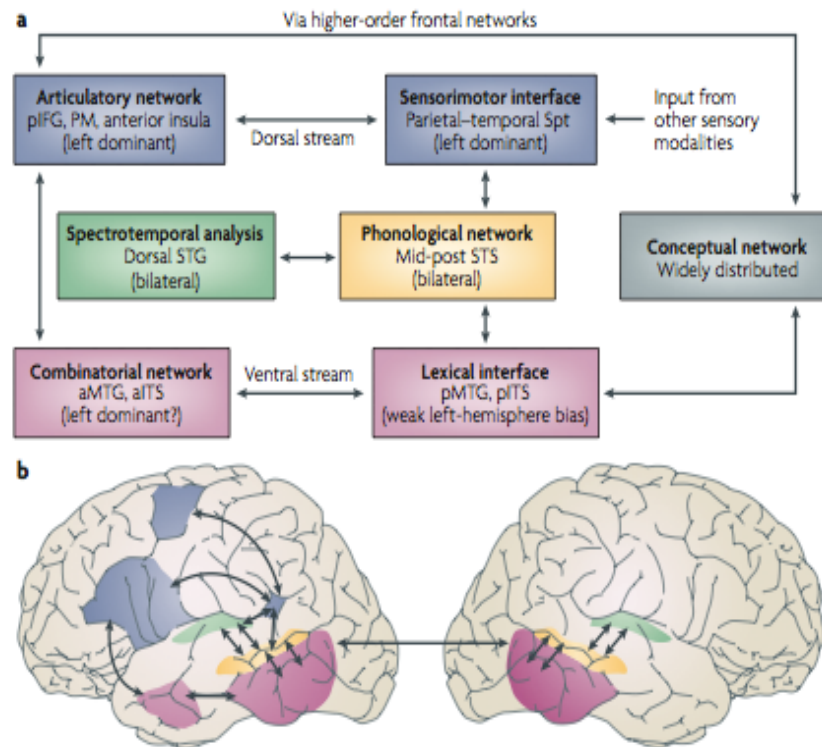 a
Via higher-order frontal networks
Articulatory network
pIFG, PM, anterior insula
(left dominant)
Dorsal stream
Sensorimotor interface
Parietal–temporal Spt
(left dominant)
Input from
other sensory
modalities
Spectrotemporal analysis
Dorsal STG
(bilateral)
Phonological network
Mid-post STS
(bilateral)
Conceptual network
Widely distributed
Combinatorial network
aMTG, aITS
(left dominant?)
Ventral stream
Lexical interface
pMTG, pITS
(weak left-hemisphere bias)
b